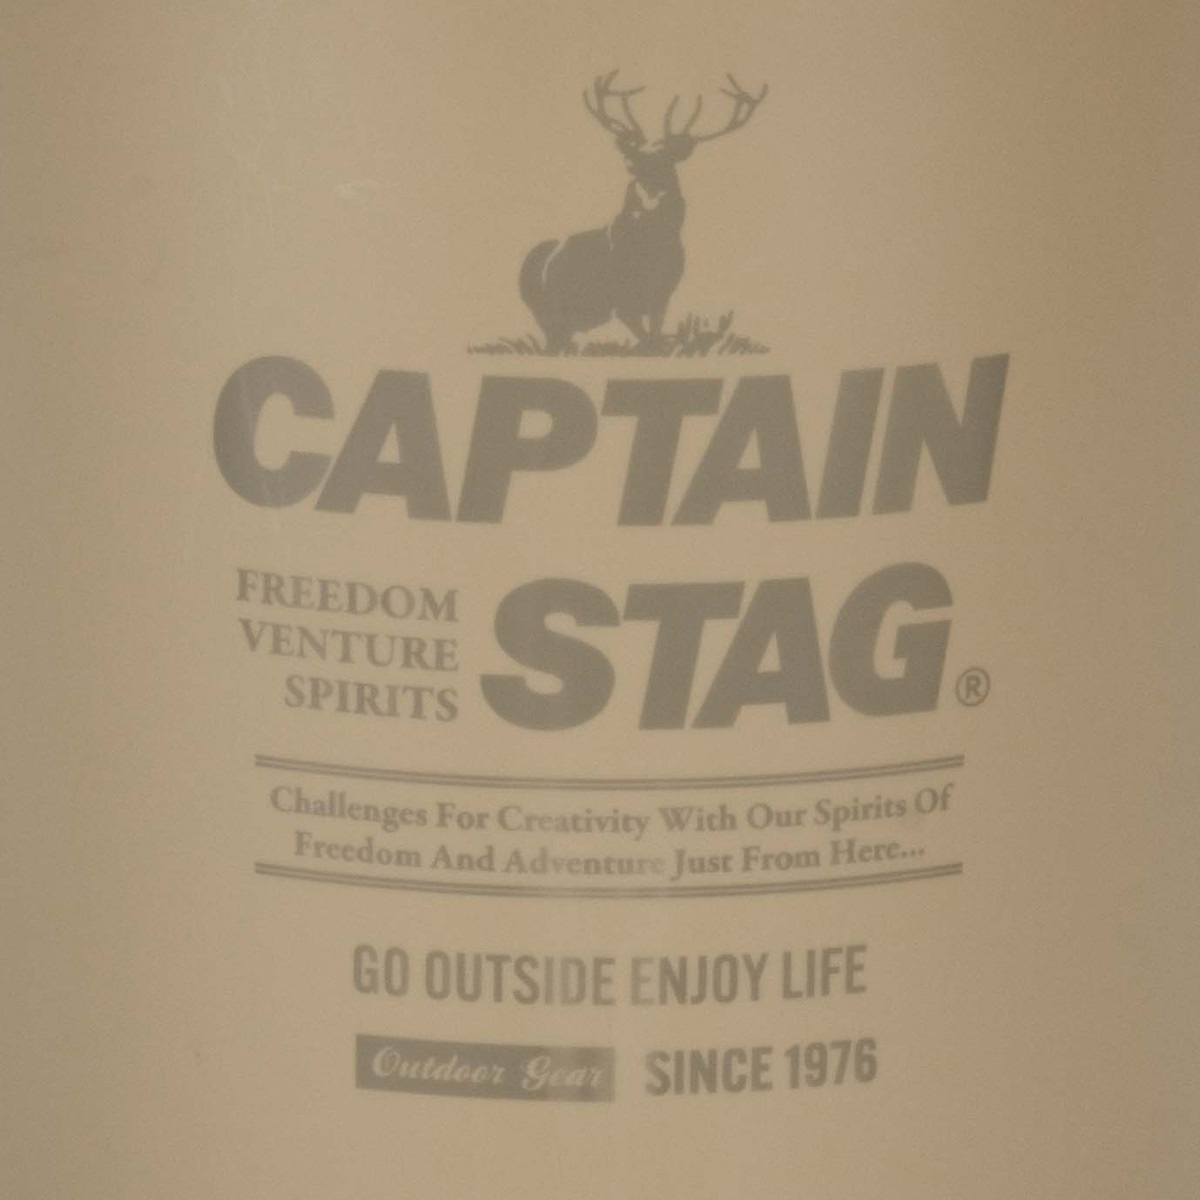 CAPTAIN
FREEDOM
VENTURE
SPIRITS
STAG®
Challenges For Creativity With Our Spirits Of
Freedom And Adventure Just From Here...
GO OUTSIDE ENJOY LIFE
Outdoor Gear SINCE 1976